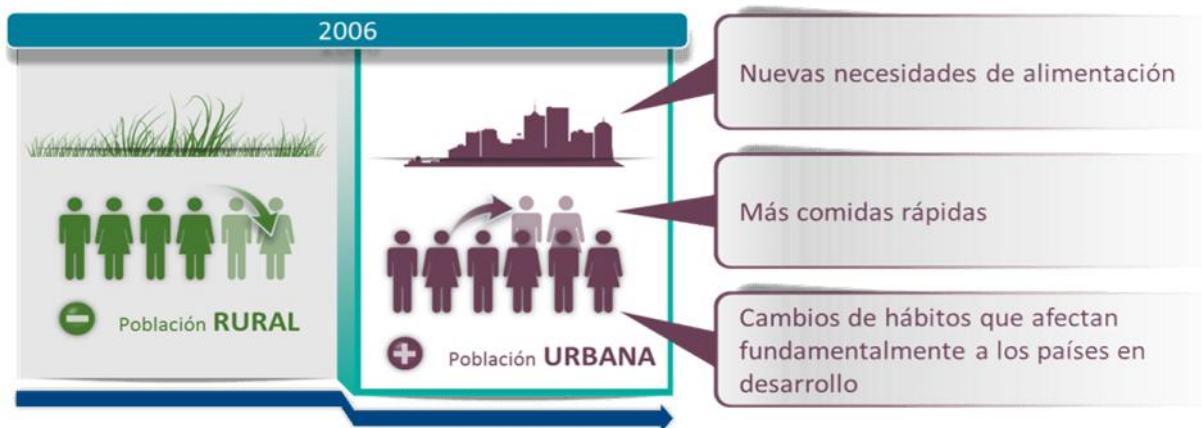 2006
Población RURAL
Población URBANA
Nuevas necesidades de alimentación
Más comidas rápidas
Cambios de hábitos que afectan
fundamentalmente a los países en
desarrollo